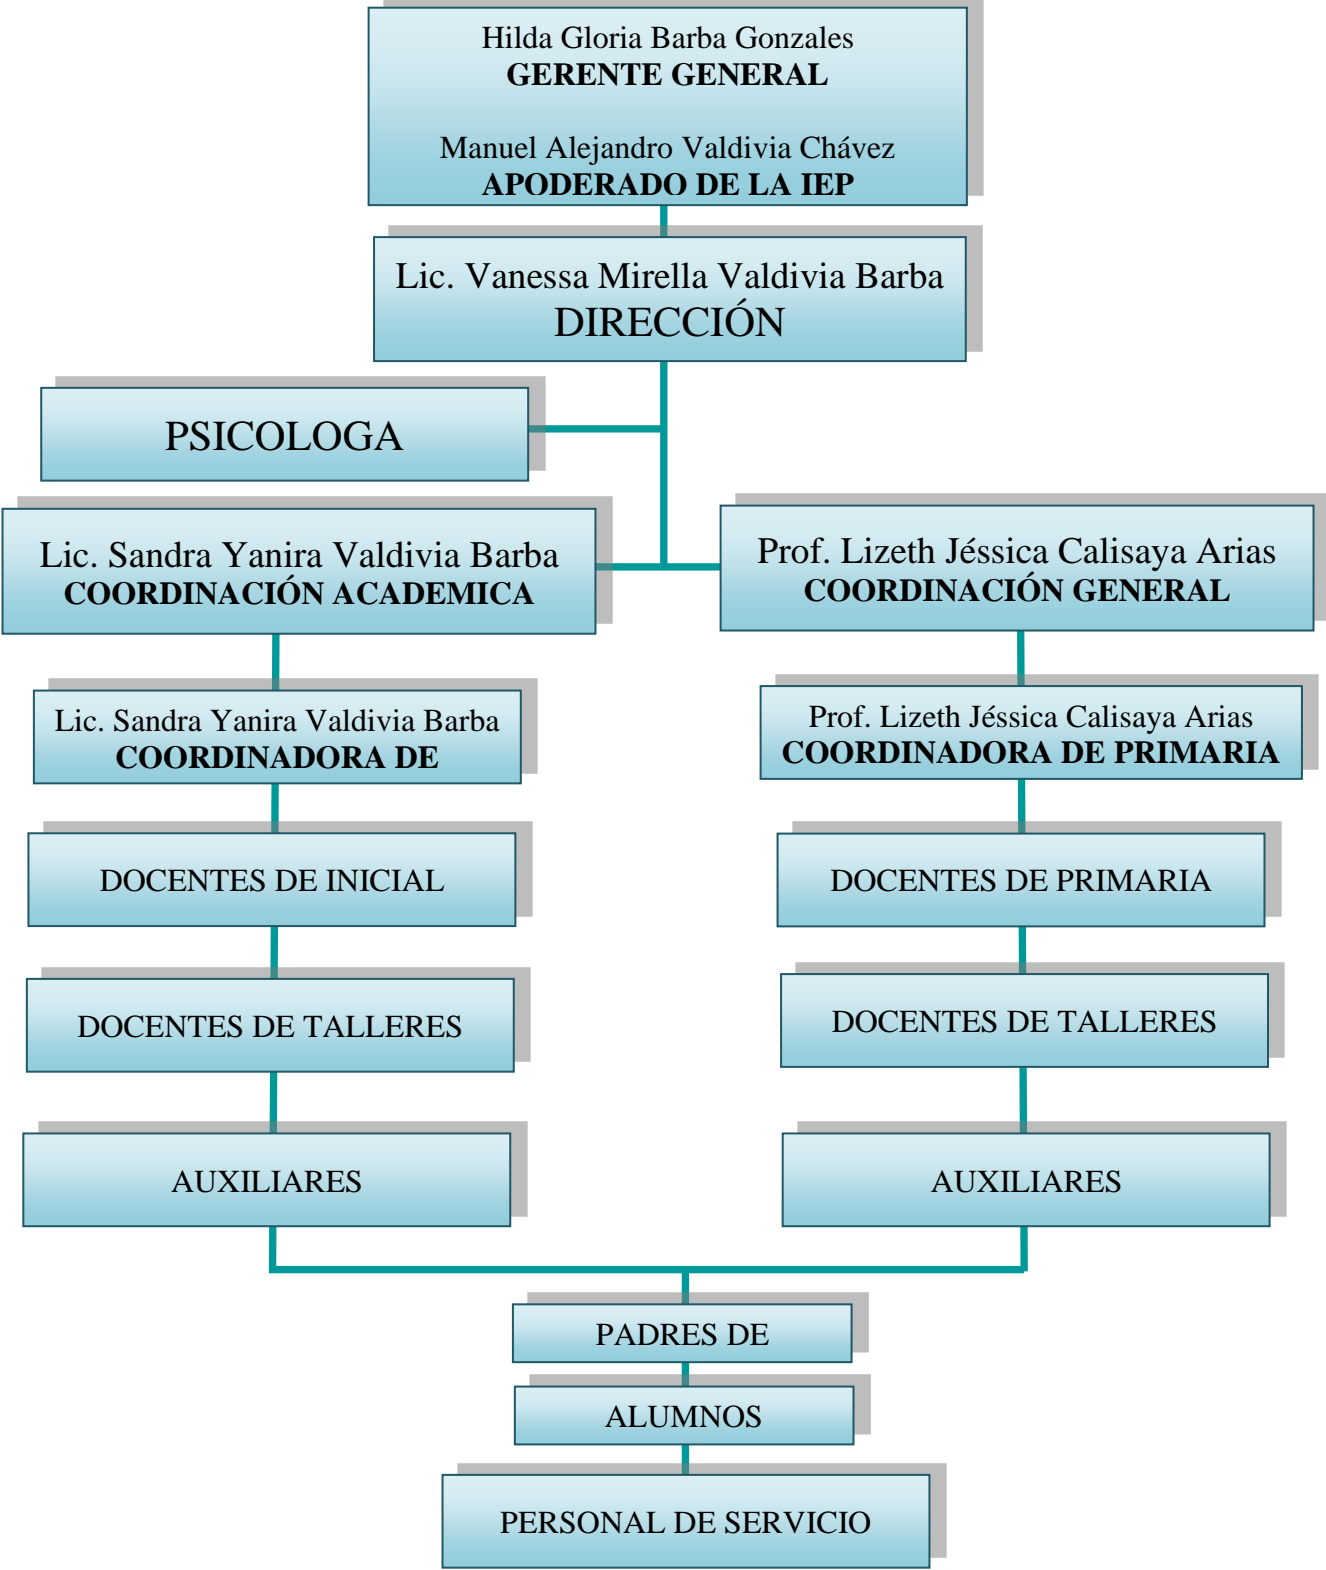 Hilda Gloria Barba Gonzales
GERENTE GENERAL
Manuel Alejandro Valdivia Chávez
APODERADO DE LA IEP
Lic. Vanessa Mirella Valdivia Barba
DIRECCIÓN
PSICOLOGA
Lic. Sandra Yanira Valdivia Barba
COORDINACIÓN ACADEMICA
Prof. Lizeth Jéssica Calisaya Arias
COORDINACIÓN GENERAL
Lic. Sandra Yanira Valdivia Barba
COORDINADORA DE
Prof. Lizeth Jéssica Calisaya Arias
COORDINADORA DE PRIMARIA
DOCENTES DE INICIAL
DOCENTES DE PRIMARIA
DOCENTES DE TALLERES
DOCENTES DE TALLERES
AUXILIARES
AUXILIARES
PADRES DE
ALUMNOS
PERSONAL DE SERVICIO